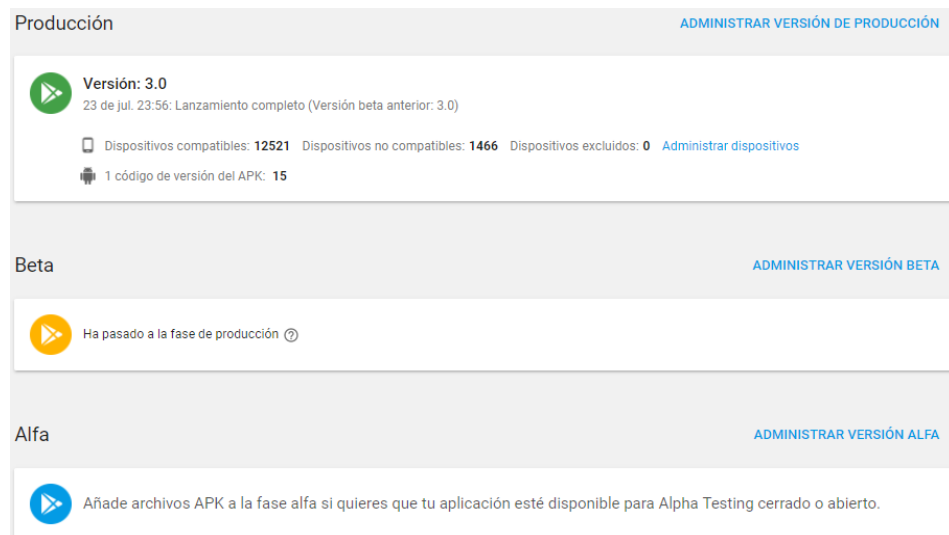 Producción
ADMINISTRAR VERSIÓN DE PRODUCCIÓN
Versión: 3.0
23 de jul. 23:56: Lanzamiento completo (Versión beta anterior: 3.0)
Dispositivos compatibles: 12521 Dispositivos no compatibles: 1466 Dispositivos excluidos: 0 Administrar dispositivos
1 código de versión del APK: 15
Beta
ADMINISTRAR VERSIÓN BETA
Ha pasado a la fase de producción ?
Alfa
ADMINISTRAR VERSIÓN ALFA
Añade archivos APK a la fase alfa si quieres que tu aplicación esté disponible para Alpha Testing cerrado o abierto.